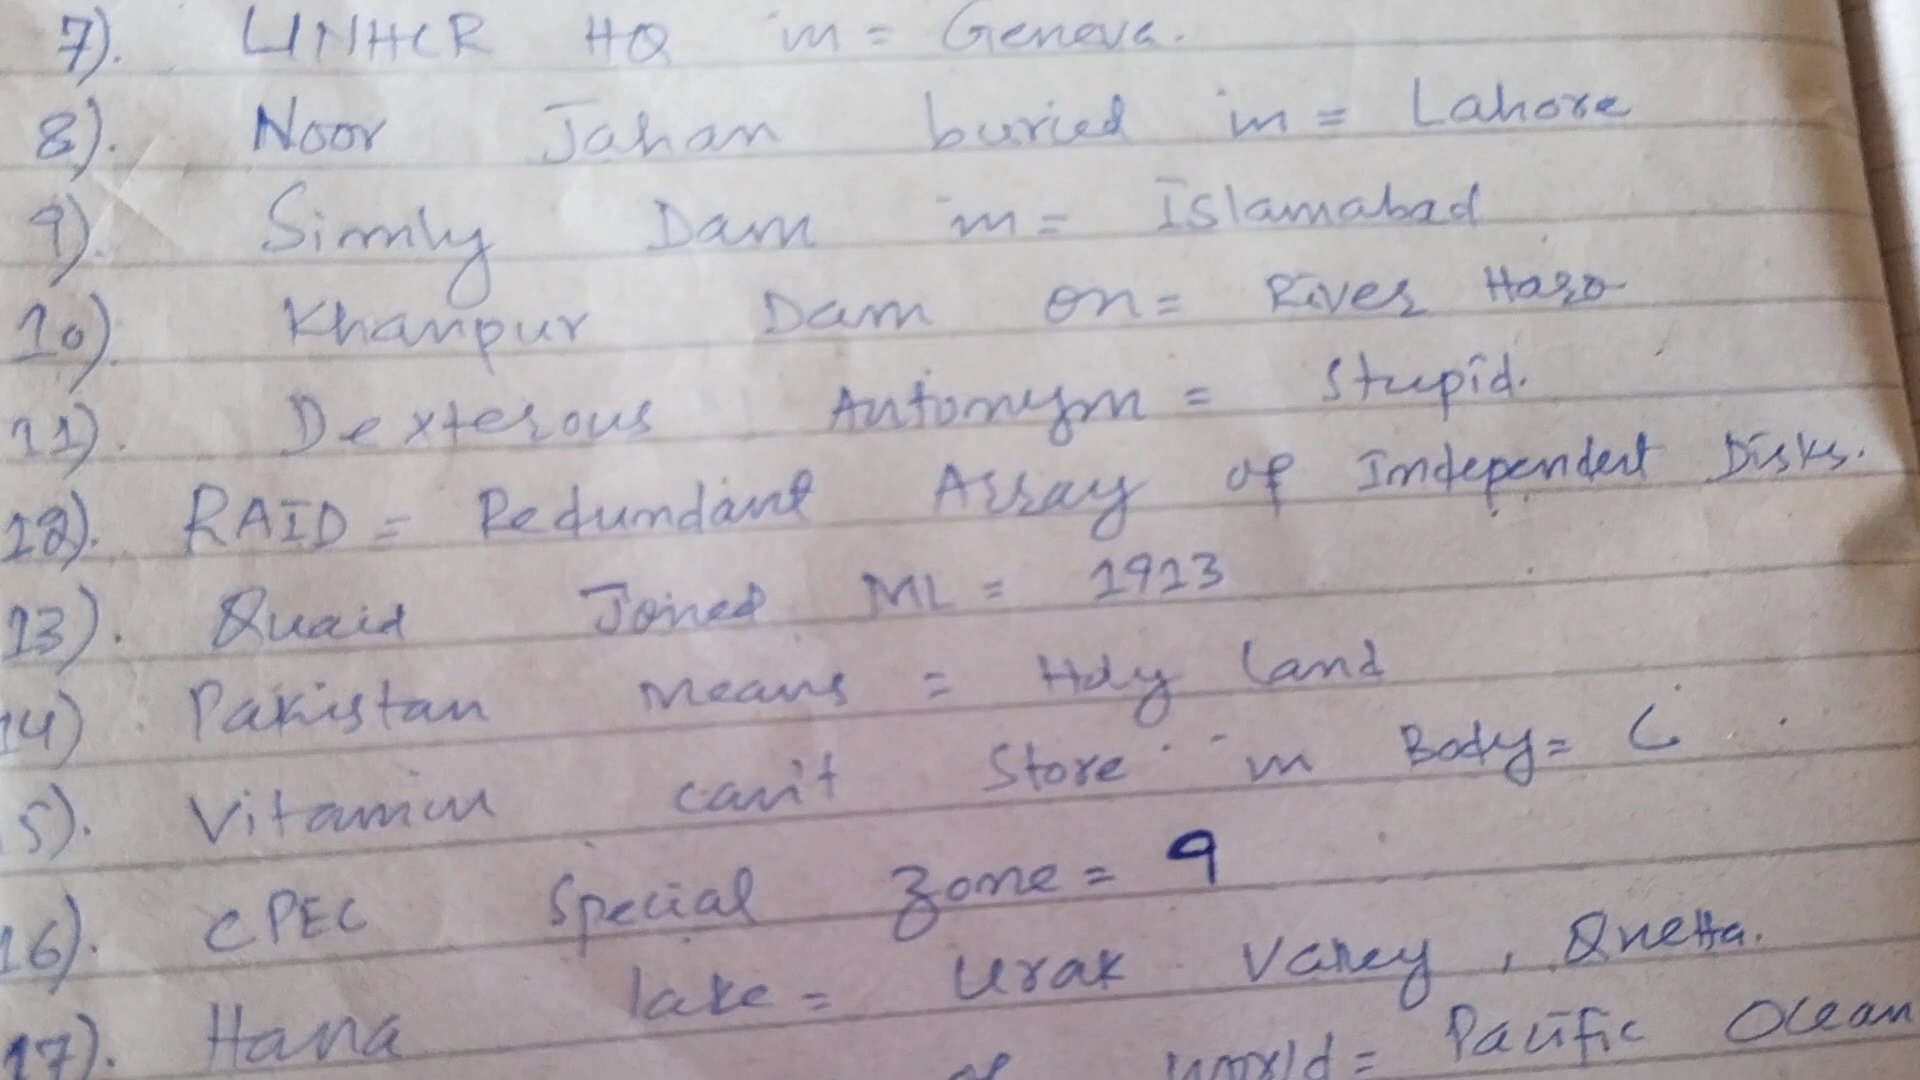 7). UNHCR HQ in = Geneva.
8). Noor Jahan buried in = Lahore
9). Simly Dam in = Islamabad
10). Khanpur Dam on = River Haro
11). Dexterous Antonym = Stupid.
12). RAID = Redundant Array of Independent Disks.
13). Quaid Joined ML = 1913
14) Pakistan Means = Holy Land
5). Vitamin can't Store in Body = C
16). CPEC Special Zone = 9
17). Hana lake = Urak Valley, Quetta.
of world = Pacific Ocean